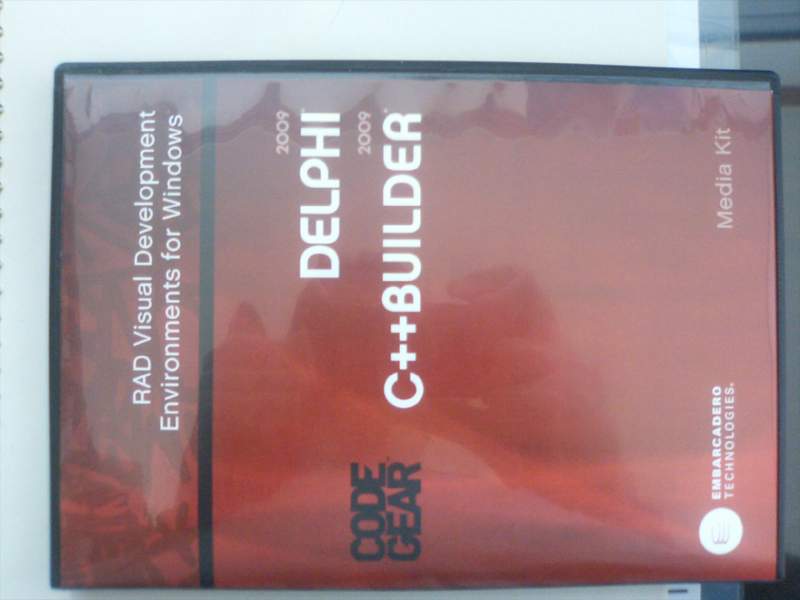 RAD Visual Development
Environments for Windows
CODE
GEAR
DELPHI® 2009
C++BUILDER® 2009
EMBARCADERO
TECHNOLOGIES.
Media Kit